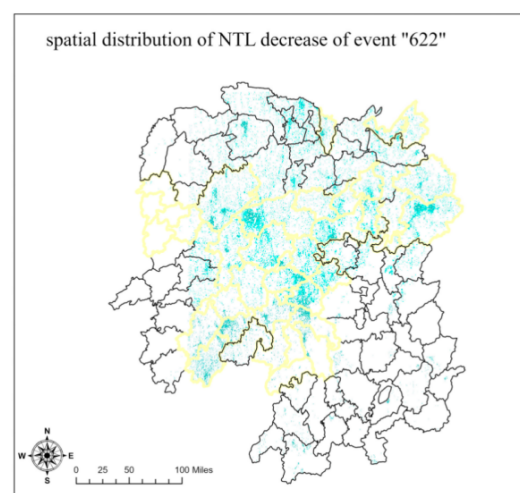 spatial distribution of NTL decrease of event "622"
N
W E
S
0 25 50 100 Miles